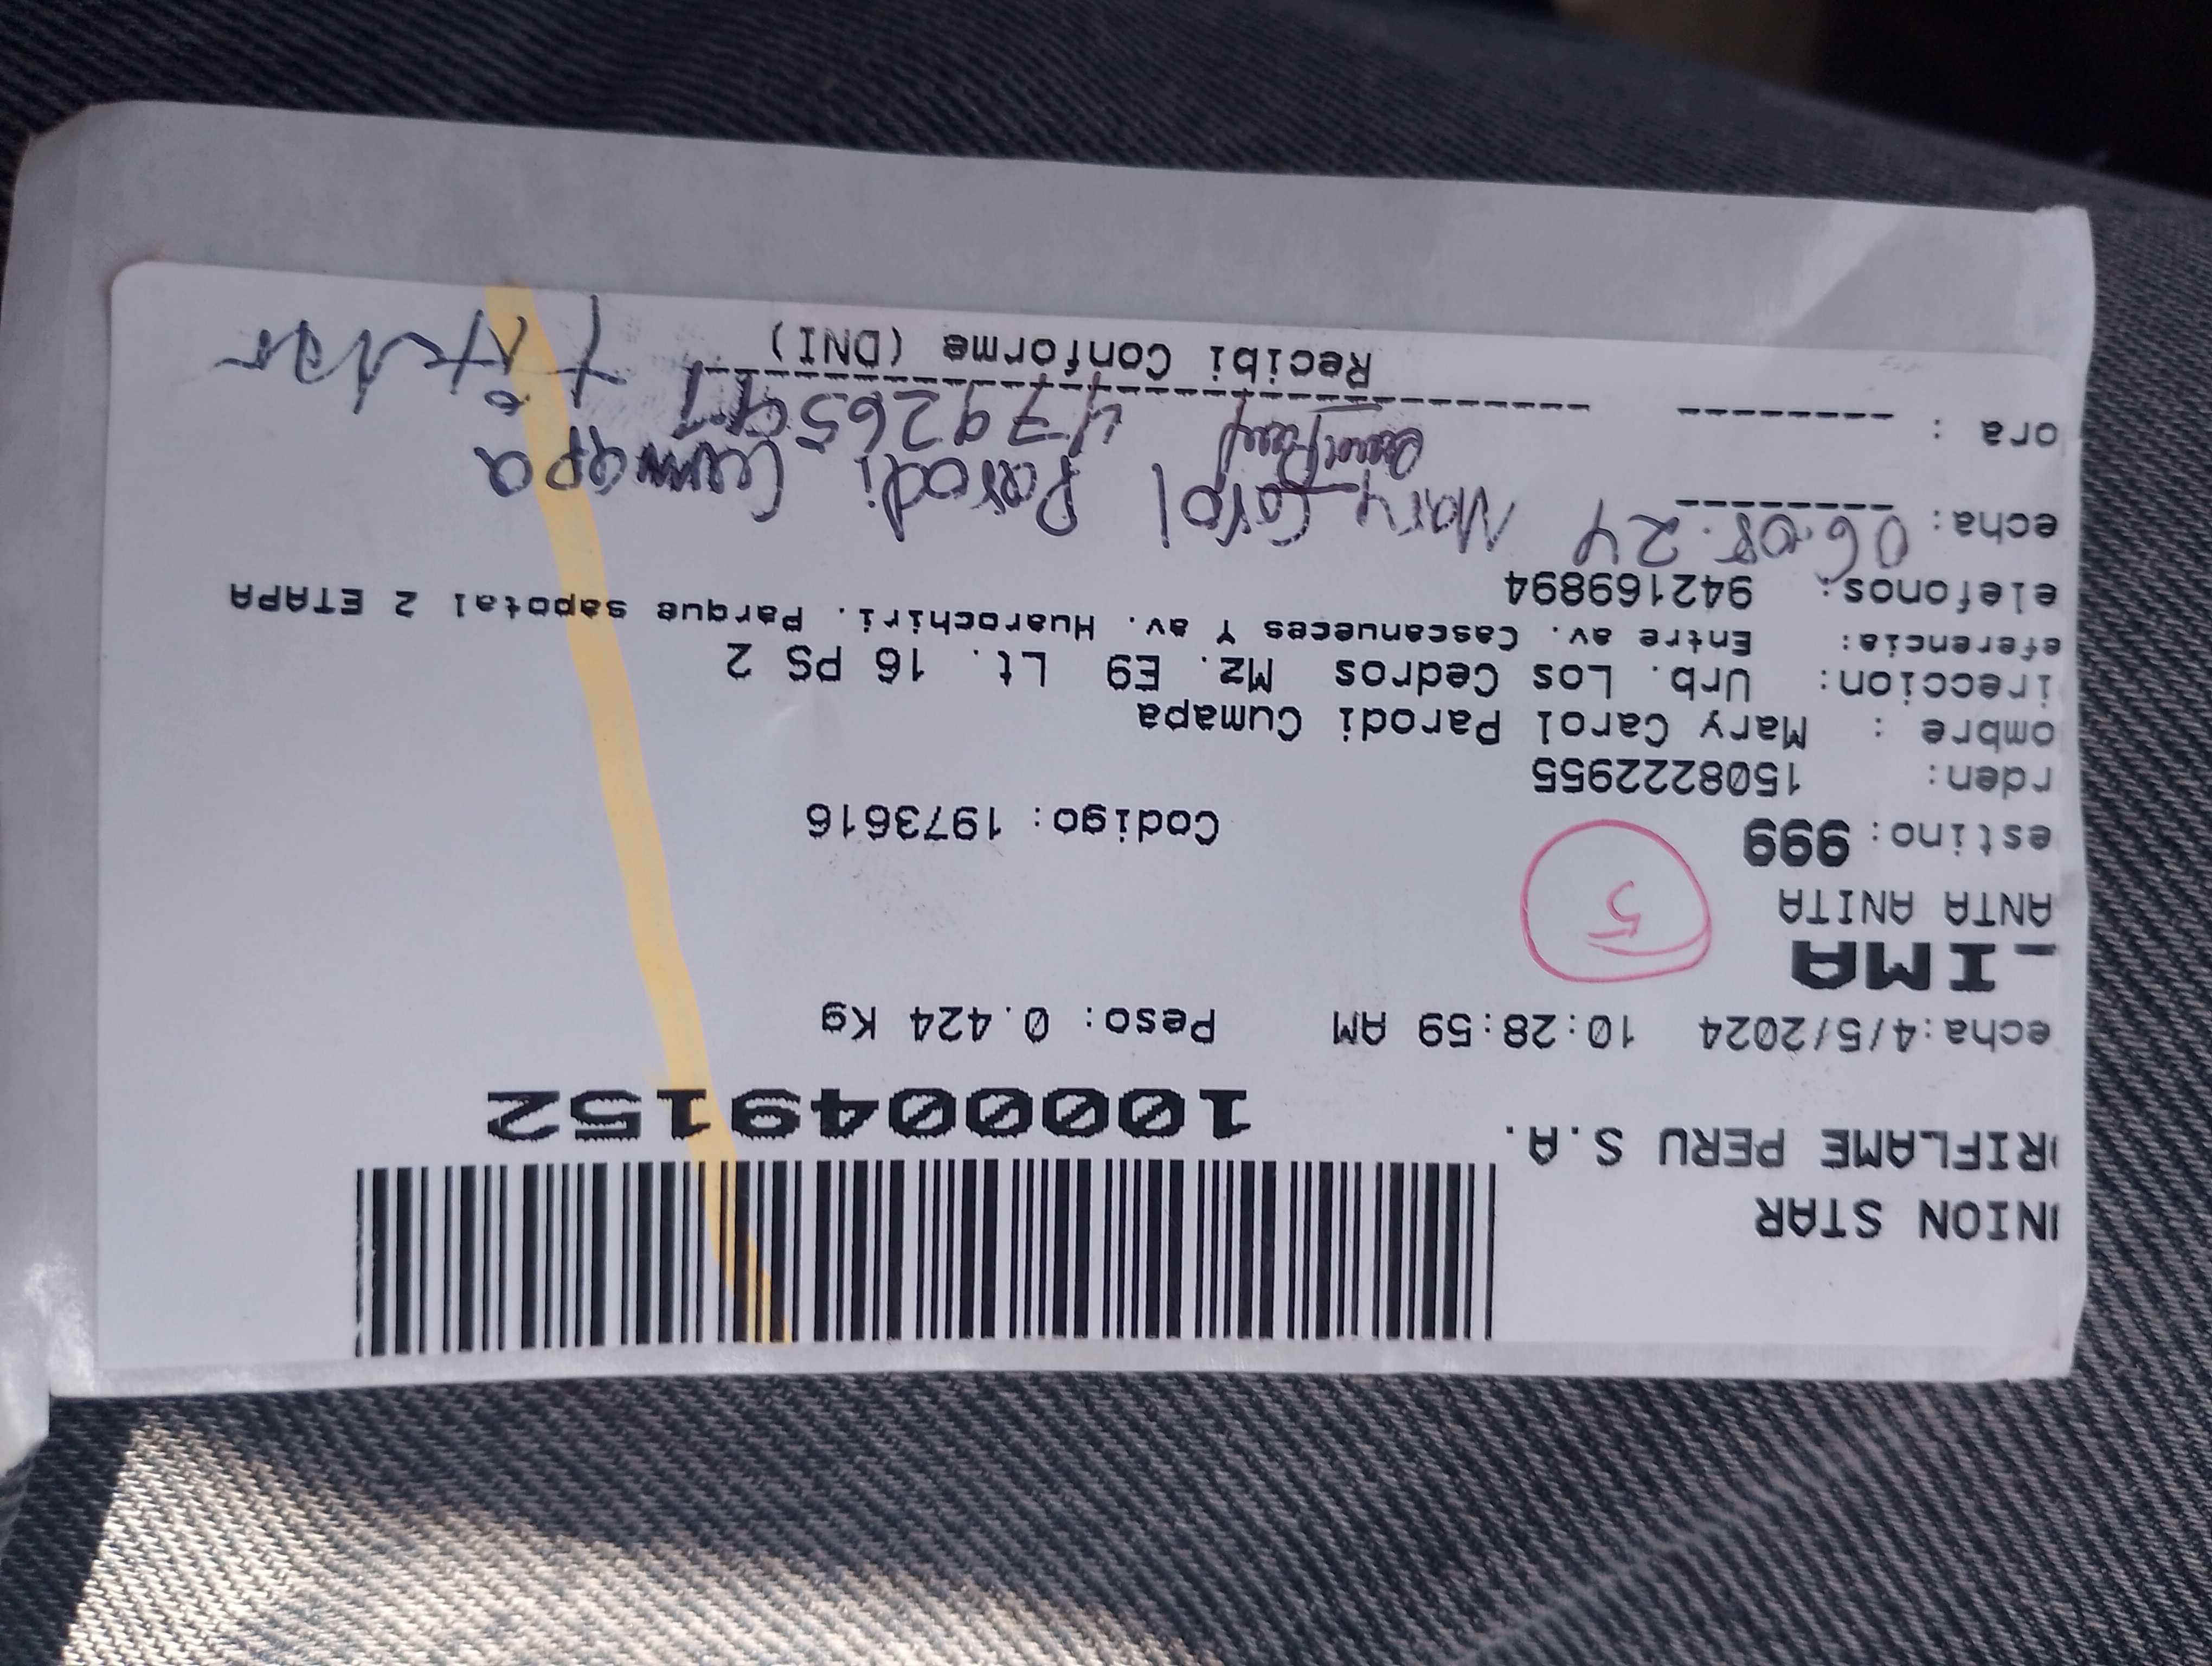 NION STAR
RIFLAME PERU S.A.
10000049152
echa:4/5/2024 10:28:59 AM Peso: 0.424 Kg
IMA
ANTA ANITA
5
estino: 999 Codigo: 1973616
rden: 1508222955
ombre : Mary Carol Parodi Cumapa
ireccion: Urb. Los Cedros Mz. E9 Lt. 16 PS 2
eferencia: Entre av. Cascanueces Y av. Huarochiri. Parque sapotal 2 ETAPA
elefonos: 942169894
echa: 06.05.24 Mary Carol Parodi Cumapa
ora :
Titular
Recibi Conforme (DNI)